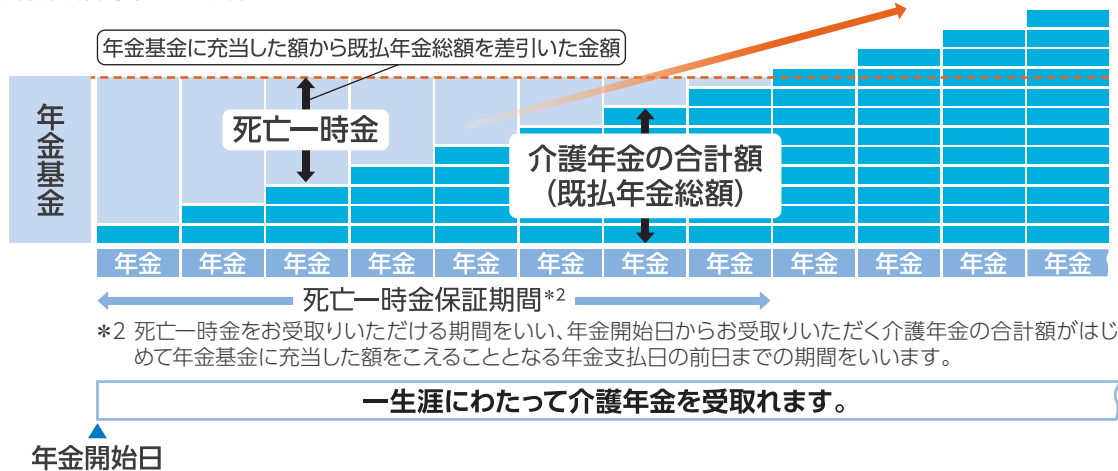 年金基金に充当した額から既払年金総額を差引いた金額
年金基金
死亡一時金
介護年金の合計額
（既払年金総額）
年金 年金 年金 年金 年金 年金 年金 年金 年金 年金 年金 年金
死亡一時金保証期間*2
*2 死亡一時金をお受取りいただける期間をいい、年金開始日からお受取りいただく介護年金の合計額がはじ
めて年金基金に充当した額をこえることとなる年金支払日の前日までの期間をいいます。
一生涯にわたって介護年金を受取れます。
年金開始日